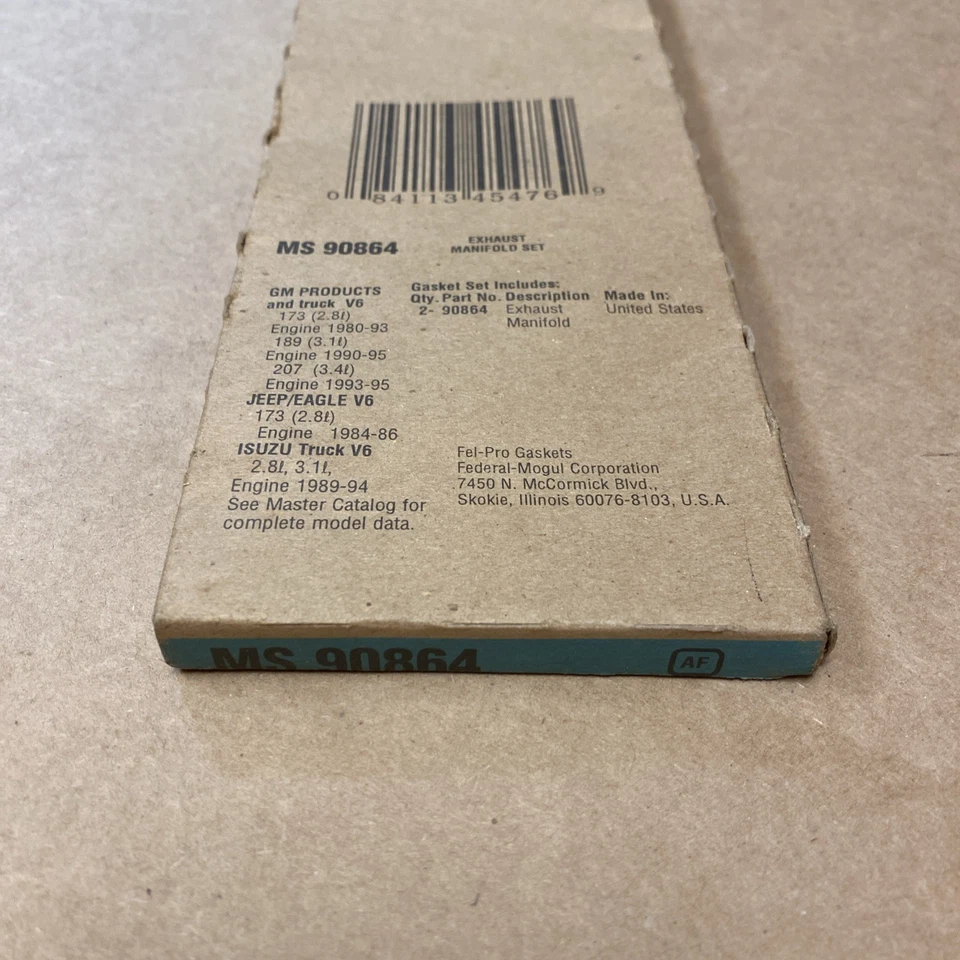 0 84113 45476 9
MS 90864
EXHAUST
MANIFOLD SET
GM PRODUCTS
and truck V6
173 (2.8ℓ)
Engine 1980-93
189 (3.1ℓ)
Engine 1990-95
207 (3.4ℓ)
Engine 1993-95
JEEP/EAGLE V6
173 (2.8ℓ)
Engine 1984-86
ISUZU Truck V6
2.8ℓ, 3.1ℓ,
Engine 1989-94
See Master Catalog for
complete model data.
Gasket Set Includes:
Qty. Part No. Description Made In:
2- 90864 Exhaust United States
Manifold
Fel-Pro Gaskets
Federal-Mogul Corporation
7450 N. McCormick Blvd.,
Skokie, Illinois 60076-8103, U.S.A.
MS 90864 AF